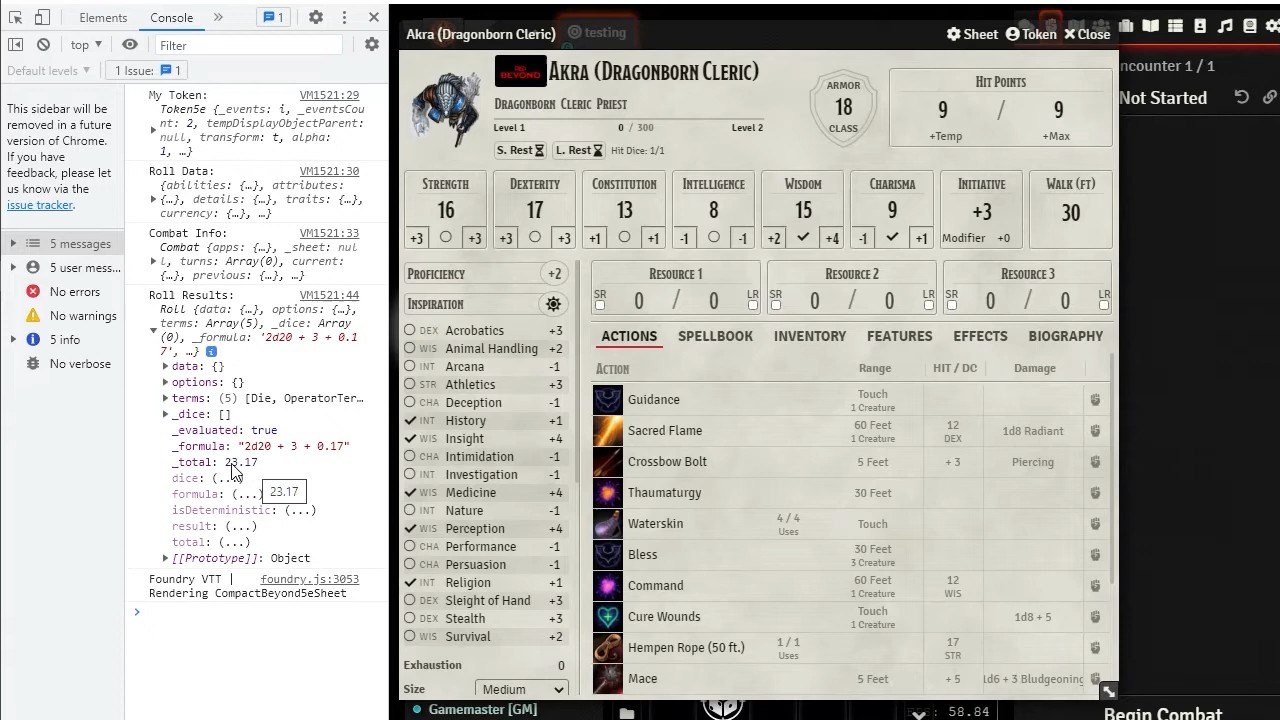 Elements
Console
»
1
top
Filter
Default levels
1 Issue:
1
This sidebar will be
removed in a future
version of Chrome.
If you have
feedback, please let
us know via the
issue tracker.
5 messages
5 user mess...
No errors
No warnings
5 info
No verbose
My Token: VM1521:29
Token5e {_events: i, _eventsCou
nt: 2, tempDisplayObjectParent:
null, transform: t, alpha:
1, …}
Roll Data: VM1521:30
{abilities: {…}, attributes:
{…}, details: {…}, traits: {…},
currency: {…}, …}
Combat Info: VM1521:33
Combat {apps: {…}, _sheet: nul
l, turns: Array(0), current:
{…}, previous: {…}, …}
Roll Results: VM1521:44
Roll {data: {…}, options: {…},
terms: Array(5), _dice: Array
(0), _formula: '2d20 + 3 + 0.1
7', …}
data: {}
options: {}
terms: (5) [Die, OperatorTer…
_dice: []
_evaluated: true
_formula: "2d20 + 3 + 0.17"
_total: 23.17
dice: (...)
23.17
formula: (...)
isDeterministic: (...)
result: (...)
total: (...)
[[Prototype]]: Object
Foundry VTT | foundry.js:3053
Rendering CompactBeyond5eSheet
Akra (Dragonborn Cleric)
testing
Sheet Token Close
BEYOND
Akra (Dragonborn Cleric)
Dragonborn Cleric Priest
Level 1 0 / 300 Level 2
S. Rest L. Rest Hit Dice: 1/1
Armor
18
Class
Hit Points
9 / 9
+Temp +Max
Strength Dexterity Constitution Intelligence Wisdom Charisma Initiative Walk (ft)
16 17 13 8 15 9 +3 30
+3 +3 +3 +3 +1 +1 -1 -1 +2 +4 -1 +1 Modifier +0
Proficiency +2
Inspiration
DEX Acrobatics +3
WIS Animal Handling +2
INT Arcana -1
STR Athletics +3
CHA Deception -1
INT History +1
WIS Insight +4
CHA Intimidation -1
INT Investigation -1
WIS Medicine +4
INT Nature -1
WIS Perception +4
CHA Performance -1
CHA Persuasion -1
INT Religion +1
DEX Sleight of Hand +3
DEX Stealth +3
WIS Survival +2
Exhaustion 0
Size Medium
Resource 1 Resource 2 Resource 3
SR 0 / 0 LR SR 0 / 0 LR SR 0 / 0 LR
ACTIONS SPELLBOOK INVENTORY FEATURES EFFECTS BIOGRAPHY
Action Range HIT / DC Damage
Guidance Touch
1 Creature
Sacred Flame 60 Feet 12 1d8 Radiant
1 Creature DEX
Crossbow Bolt 5 Feet + 3 Piercing
Thaumaturgy 30 Feet
Waterskin 4 / 4 Touch
Uses
Bless 30 Feet
3 Creature
Command 60 Feet 12
1 Creature WIS
Cure Wounds Touch 1d8 + 5
1 Creature
Hempen Rope (50 ft.) 1 / 1 17
Uses STR
Mace 5 Feet + 5 1d6 + 3 Bludgeoning
ncounter 1 / 1
Not Started
Gamemaster [GM]
58.84
Begin Combat